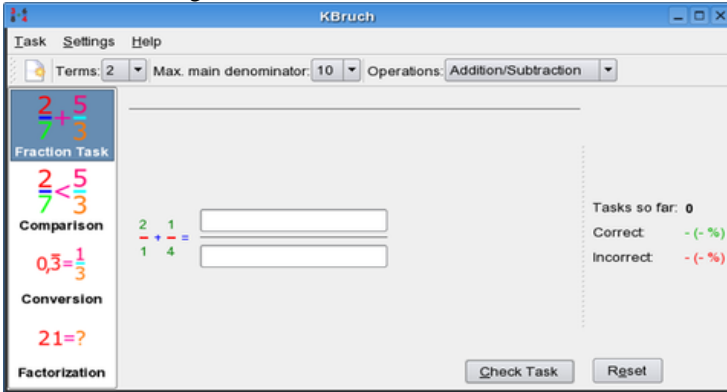 KBruch
Task Settings Help
Terms: 2 Max. main denominator: 10 Operations: Addition/Subtraction
2/7 + 5/3
Fraction Task
2/7 < 5/3
Comparison
0,3̅ = 1/3
Conversion
21=?
Factorization
2/1 + 1/4 =
Tasks so far: 0
Correct: - (- %)
Incorrect: - (- %)
Check Task Reset